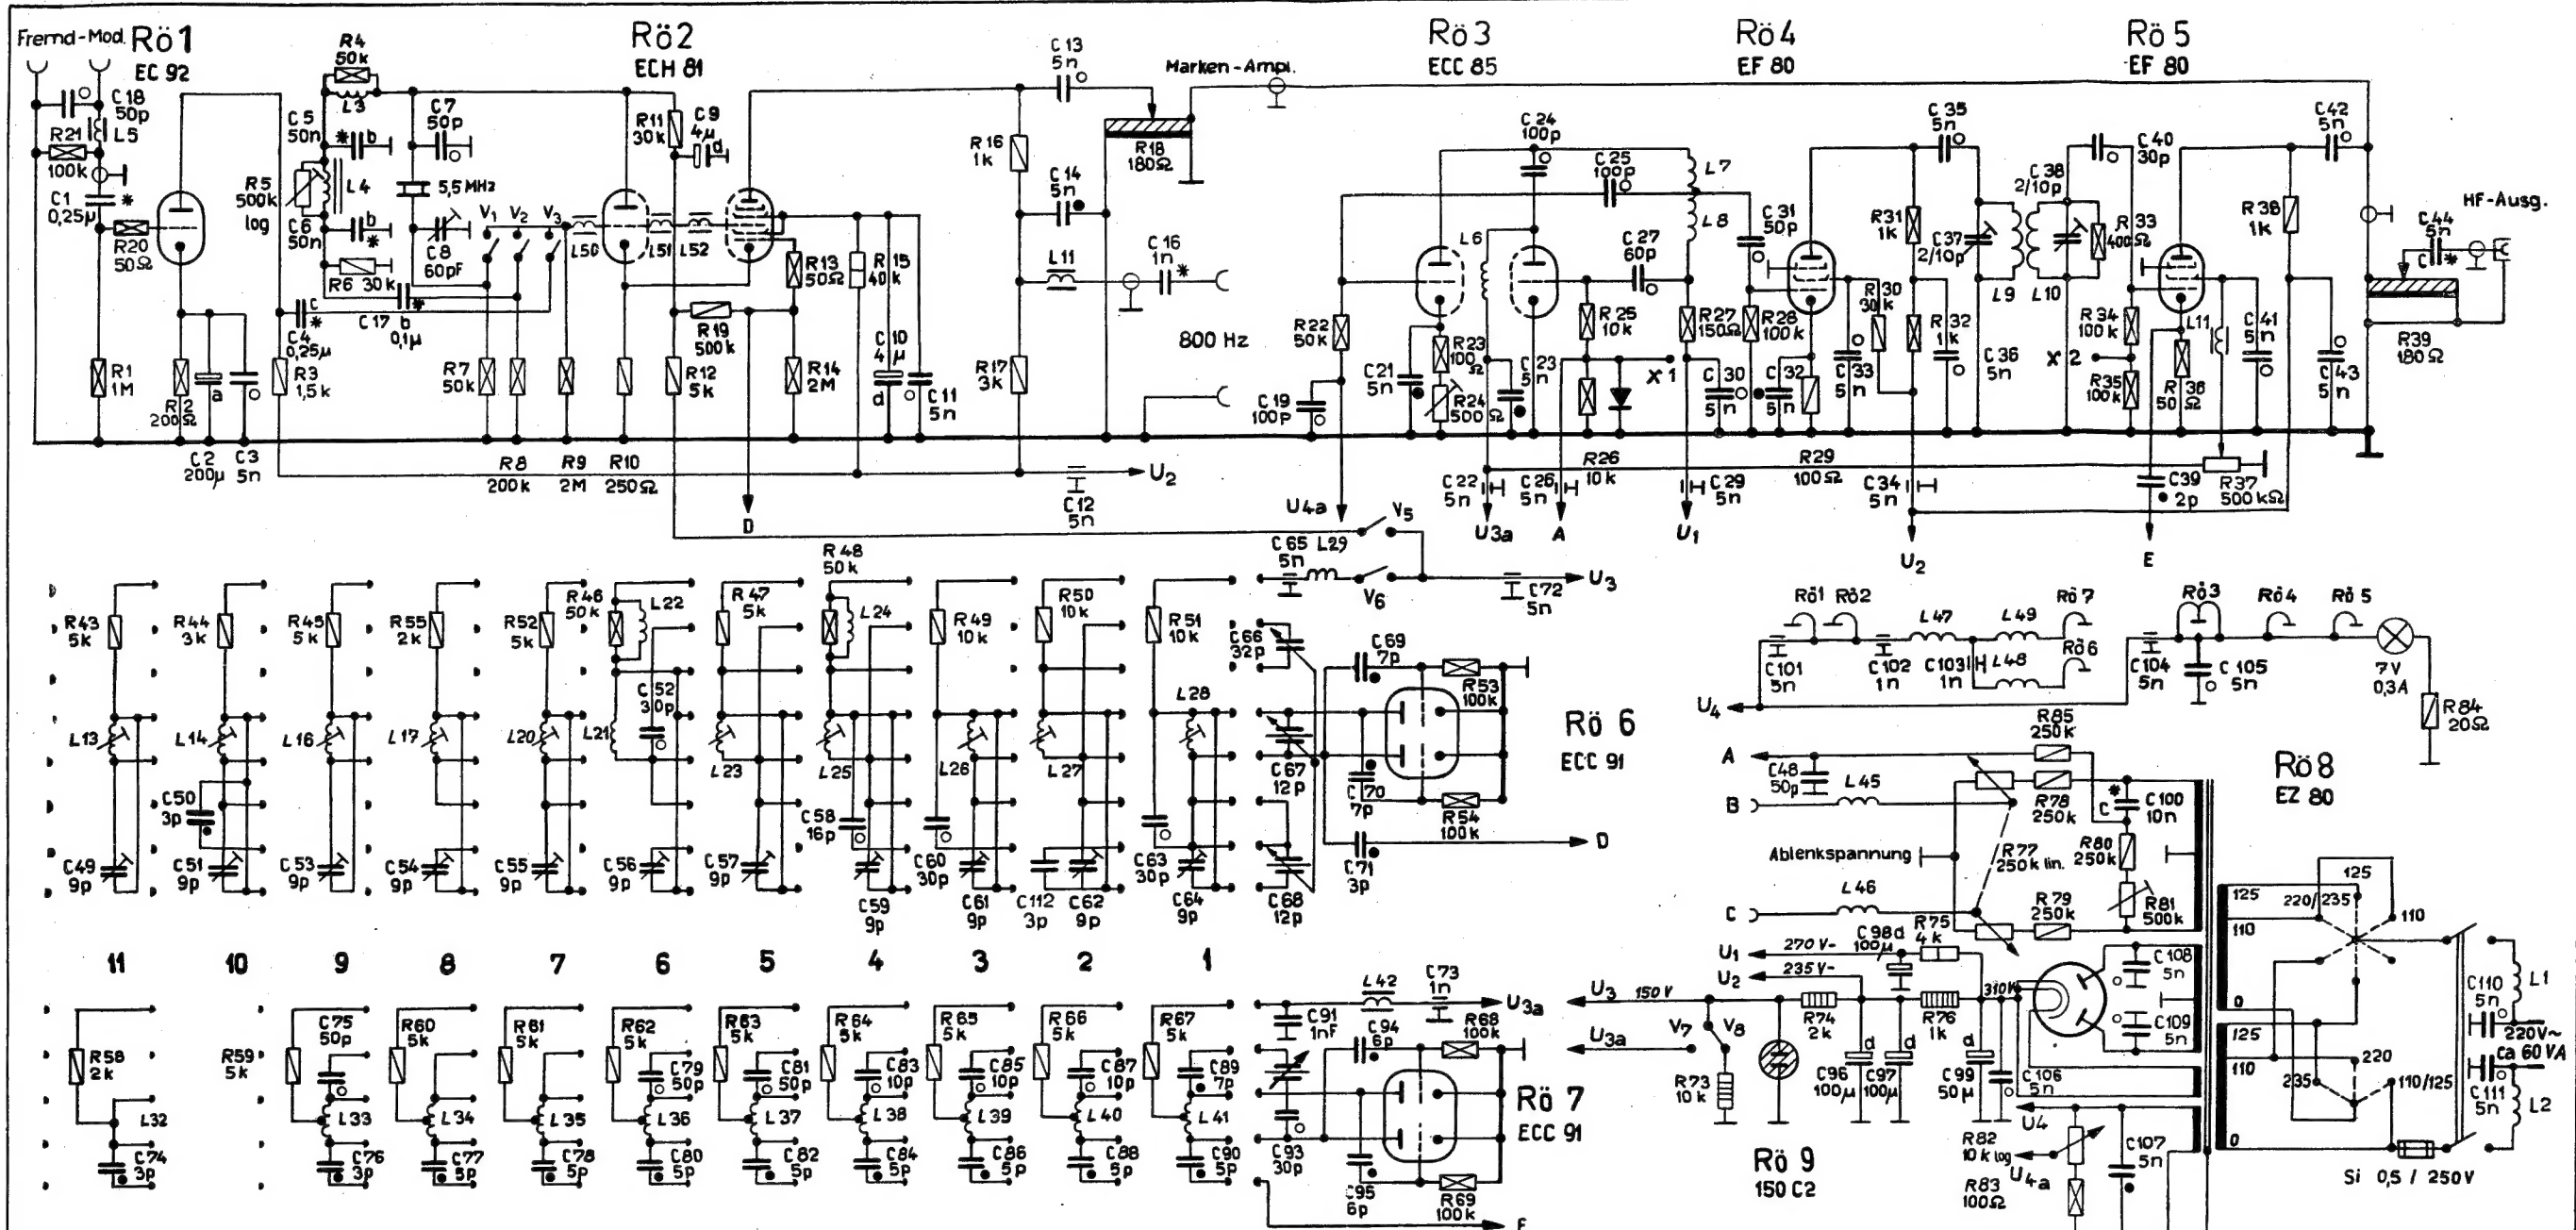 Fremd-Mod. Rö1
EC 92
Rö2
ECH 81
Rö 3
ECC 85
Rö 4
EF 80
Rö 5
EF 80
R4
50k
L3
C 13
5n
Marken-Ampl.
C18
50p
L5
R21
100k
C1
0,25µ
*
R20
50Ω
R1
1M
R2
200Ω
a
C2
200µ
C3
5n
C5
50n
* b
R5
500k
log
L4
C6
50n
b
*
R6 30k
C4
0,25µ
c
*
R3
1,5k
C7
50p
5,5 MHz
C8
60pF
C17 b
0,1µ
*
V1 V2 V3
L50
L51 L52
R7
50k
R8
200k
R9
2M
R10
250Ω
R11
30k
C9
4µ
d
R19
500k
R12
5k
R13
50Ω
R14
2M
R15
40k
C10
4µ
d
C11
5n
D
R16
1k
C14
5n
R18
180Ω
L11
C16
1n
*
800 Hz
R17
3k
C12
5n
U2
C24
100p
C25
100p
L7
L8
L6
C27
60p
C31
50p
R22
50k
C19
100p
C21
5n
R23
100Ω
R24
500Ω
C23
5n
R25
10k
R26
10k
X1
R27
150Ω
R28
100k
C30
5n
C32
5n
R29
100Ω
C33
5n
R30
30k
R31
1k
R32
1k
C35
5n
C37
2/10p
C38
2/10p
L9
L10
C36
5n
X2
C40
30p
R33
400Ω
R34
100k
R35
100k
R36
50Ω
L11
C41
5n
R38
1k
C42
5n
C43
5n
C44
5n
c *
HF-Ausg.
R39
180Ω
R37
500kΩ
C39
2p
U4a
C22
5n
U3a
C26
5n
A
C29
5n
U1
C34
5n
U2
E
V5
V6
C65
5n
L29
C72
5n
U3
R43
5k
R44
3k
R45
5k
R55
2k
R52
5k
R46
50k
L22
R47
5k
R48
50k
L24
R49
10k
R50
10k
R51
10k
C66
32p
L13
L14
L16
L17
L20
L21
C52
30p
L23
L25
L26
L27
L28
C67
12p
C50
3p
C58
16p
C49
9p
C51
9p
C53
9p
C54
9p
C55
9p
C56
9p
C57
9p
C59
9p
C60
30p
C61
9p
C112
3p
C62
9p
C63
30p
C64
9p
C68
12p
C69
7p
R53
100k
C70
7p
R54
100k
C71
3p
D
Rö 6
ECC 91
11 10 9 8 7 6 5 4 3 2 1
R58
2k
R59
5k
C75
50p
R60
5k
R61
5k
R62
5k
C79
50p
R63
5k
C81
50p
R64
5k
C83
10p
R65
5k
C85
10p
R66
5k
C87
10p
R67
5k
C89
7p
L32
L33
L34
L35
L36
L37
L38
L39
L40
L41
C74
3p
C76
3p
C77
5p
C78
5p
C80
5p
C82
5p
C84
5p
C86
5p
C88
5p
C90
5p
L42
C73
1n
U3a
C91
1nF
C94
6p
R68
100k
C93
30p
C95
6p
R69
100k
Rö 7
ECC 91
Rö1 Rö2
L47
L49
Rö7
L48
Rö6
Rö3
Rö4
Rö5
C101
5n
C102
1n
C103
1n
C104
5n
C105
5n
7V
0,3A
R84
20Ω
U4
A
C48
50p
R85
250k
B
L45
R78
250k
*
c
C100
10n
Ablenkspannung
R77
250k lin.
R80
250k
C
L46
R79
250k
R81
500k
Rö8
EZ 80
U1 270 V-
U2 235 V-
C98 d
100µ
R75
4k
310V
U3 150 V
U3a
V7 V8
R73
10k
R74
2k
R76
1k
d
C96
100µ
d
C97
100µ
d
C99
50µ
C106
5n
C108
5n
C109
5n
Rö 9
150 C2
U4
R82
10k log
U4a
R83
100Ω
C107
5n
125
110
0
125
110
0
125
220/235
110
220
235
110/125
C110
5n
L1
220V~
ca 60 VA
C111
5n
L2
Si 0,5 / 250V